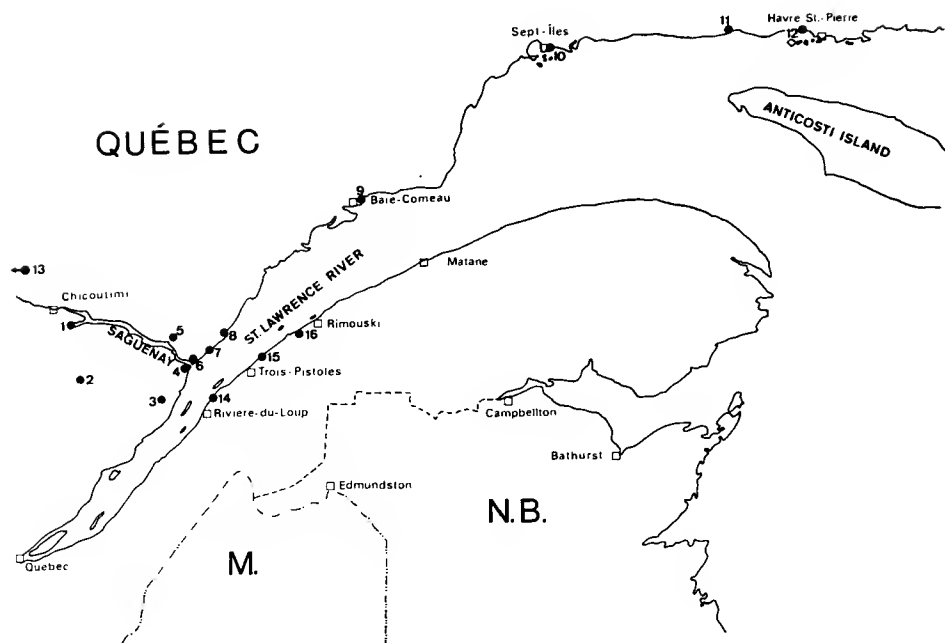 11
Havre St.-Pierre
Sept-Îles
12
10
QUÉBEC
ANTICOSTI ISLAND
9
Baie-Comeau
13
Matane
Chicoutimi
ST. LAWRENCE RIVER
1
SAGUENAY
5
8
Rimouski
7
16
6
15
4
Trois-Pistoles
2
3
14
Rivière-du-Loup
Campbellton
Bathurst
Edmundston
N.B.
Quebec
M.